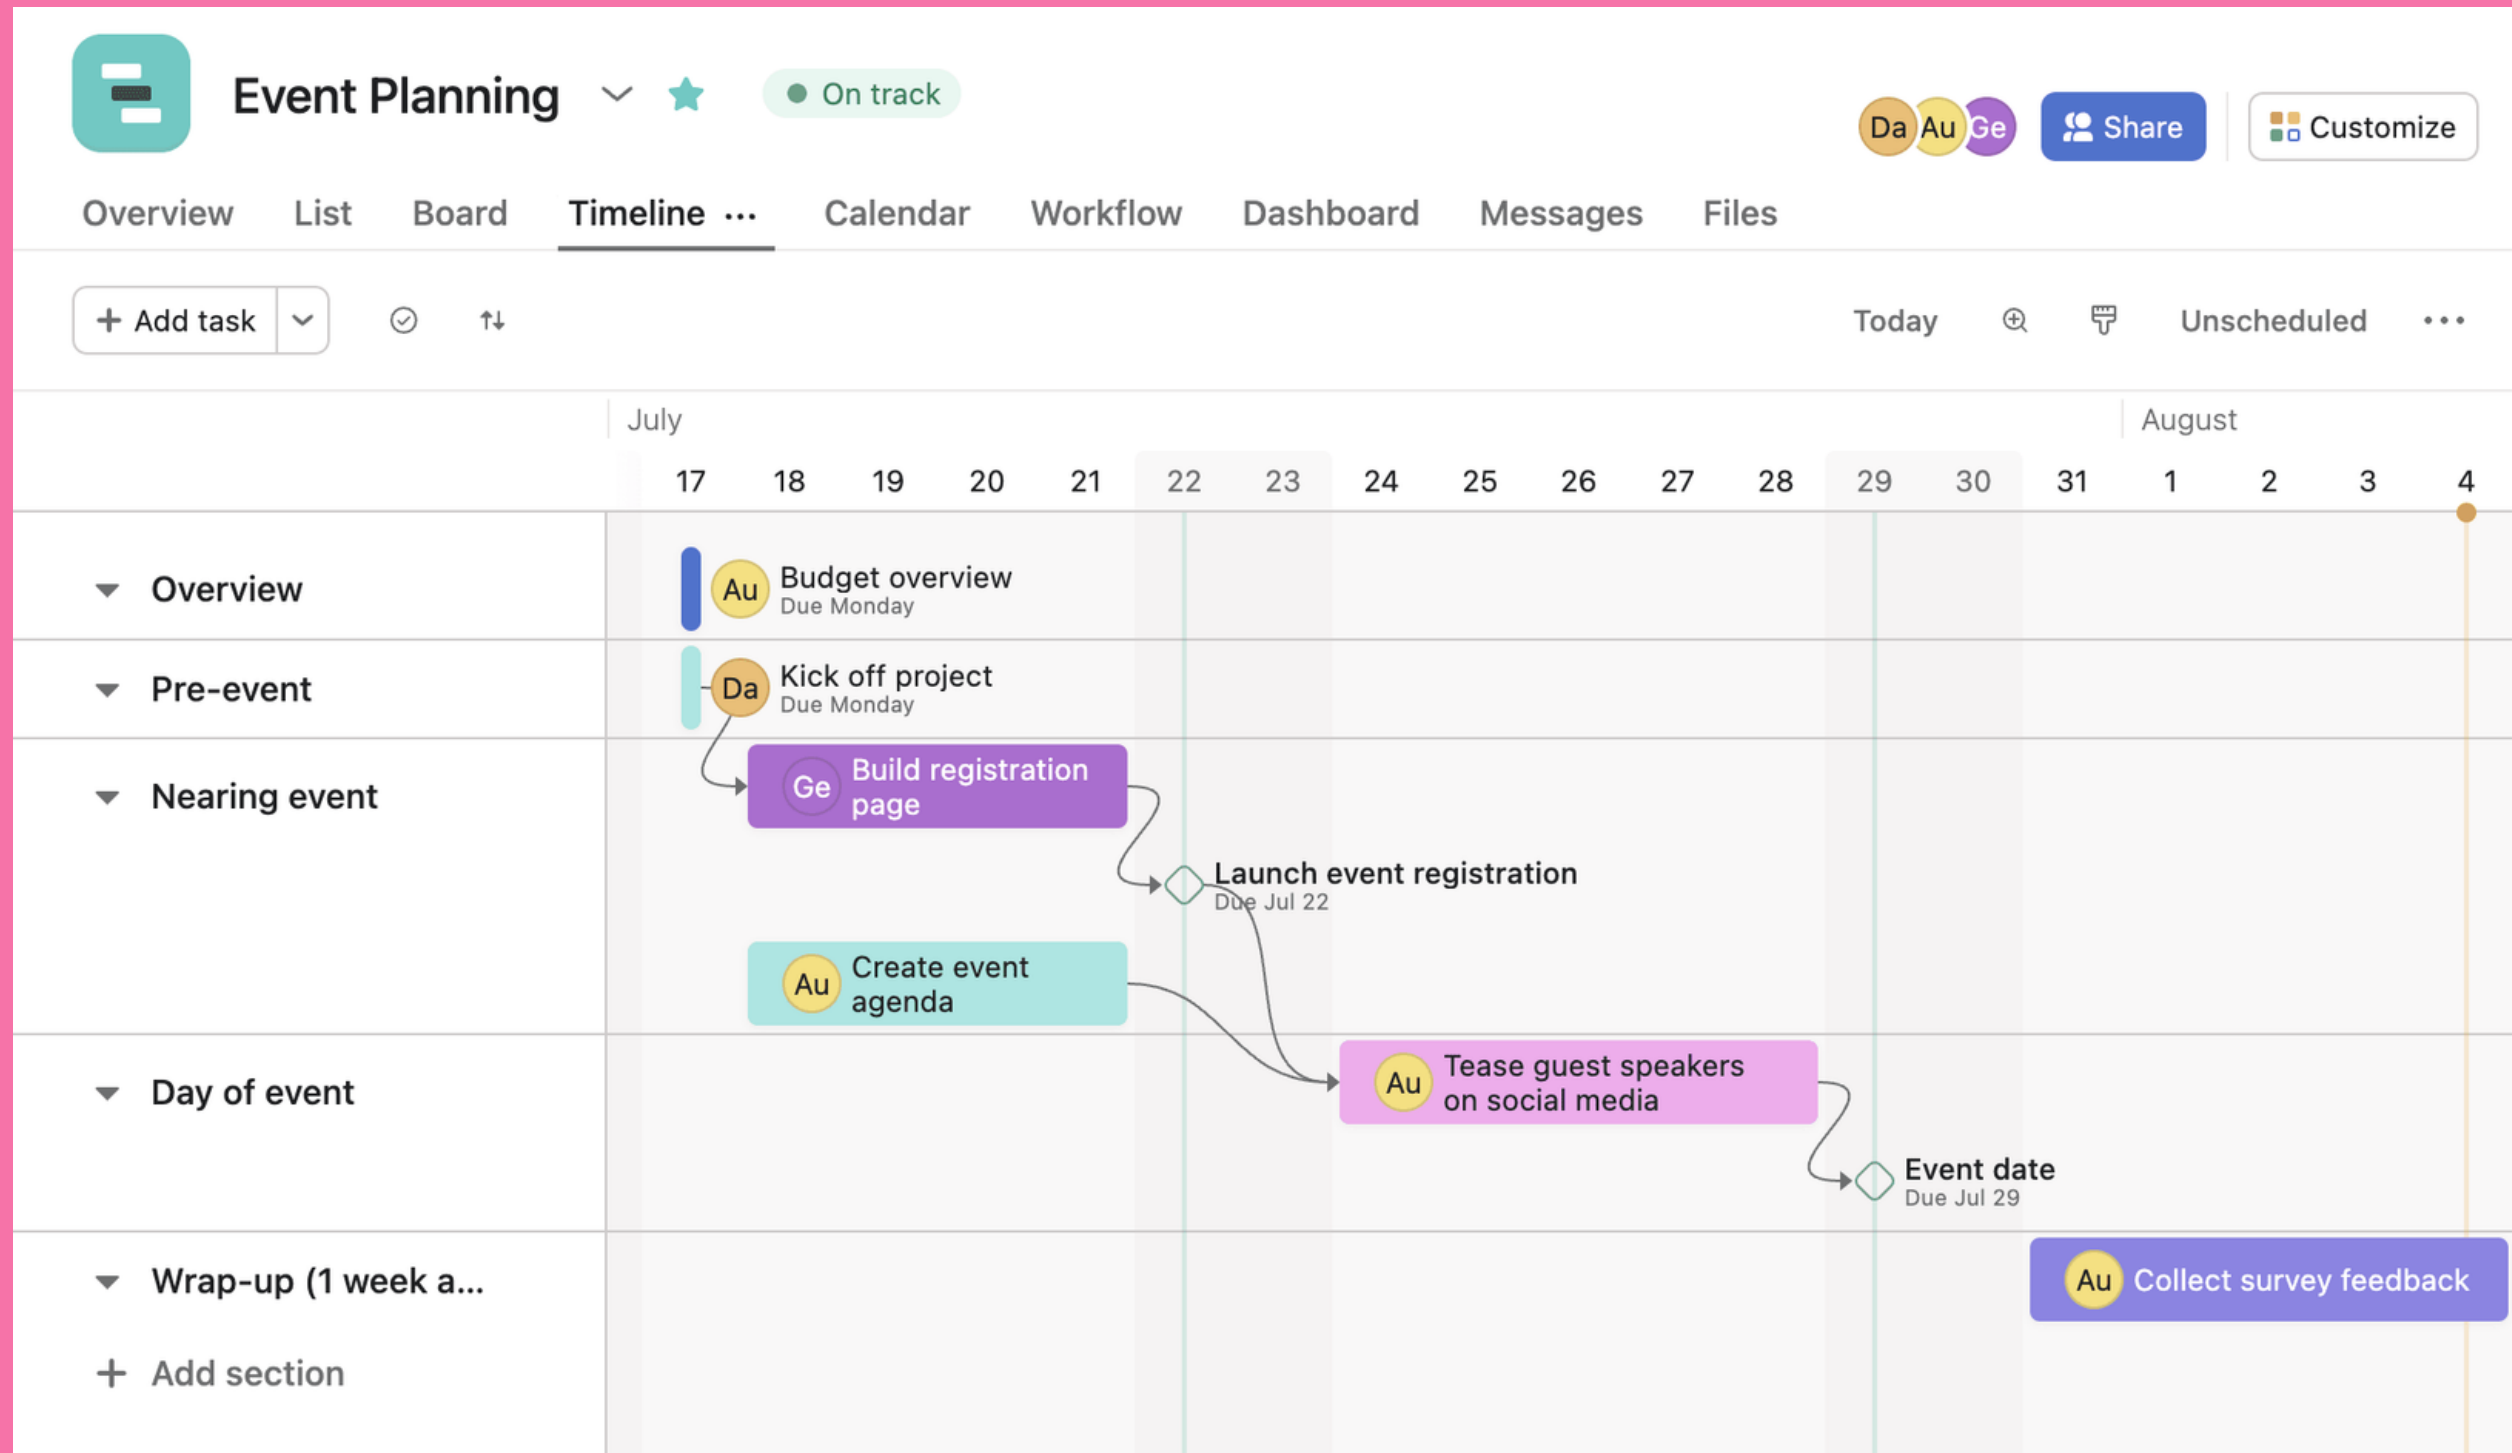 Event Planning
On track
Da Au Ge
Share
Customize
Overview List Board Timeline ... Calendar Workflow Dashboard Messages Files
+ Add task
Today
Unscheduled
...
July
August
17 18 19 20 21 22 23 24 25 26 27 28 29 30 31 1 2 3 4
Overview
Au
Budget overview
Due Monday
Pre-event
Da
Kick off project
Due Monday
Nearing event
Ge
Build registration
page
Launch event registration
Due Jul 22
Au
Create event
agenda
Day of event
Au
Tease guest speakers
on social media
Event date
Due Jul 29
Wrap-up (1 week a...
Au
Collect survey feedback
+ Add section